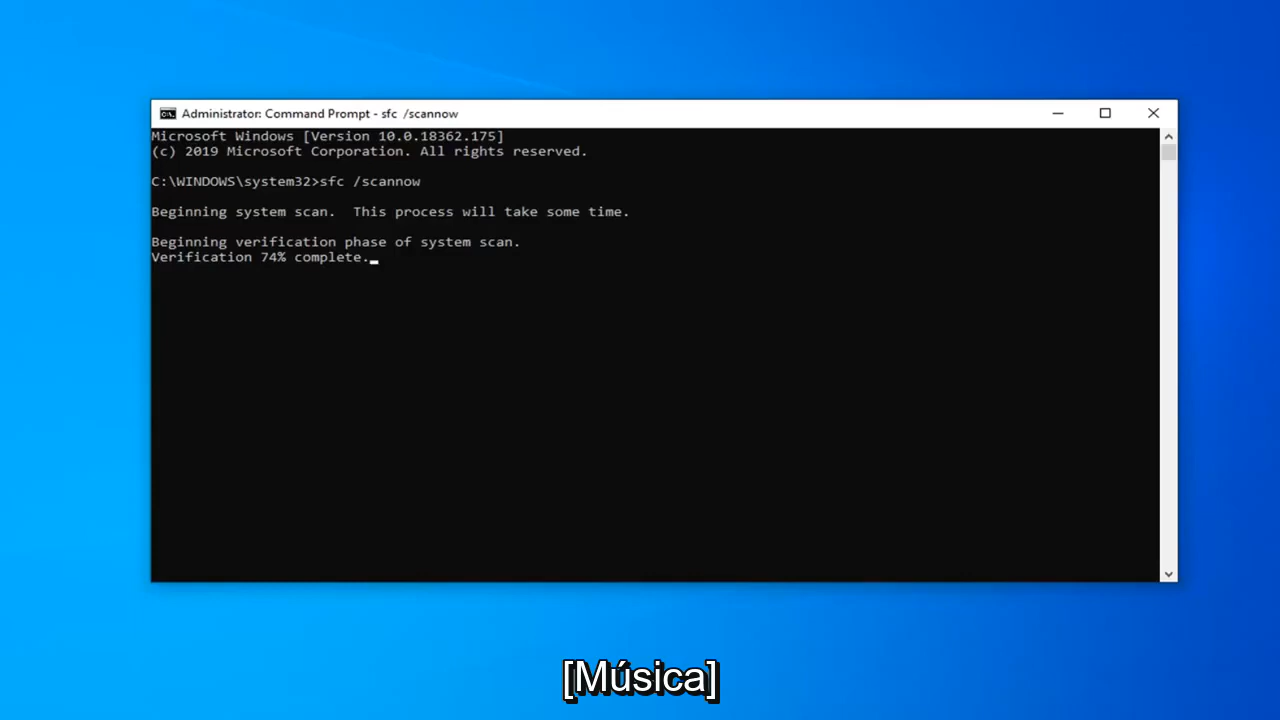 Administrator: Command Prompt - sfc  /scannow
Microsoft Windows [Version 10.0.18362.175]
(c) 2019 Microsoft Corporation. All rights reserved.
C:\WINDOWS\system32>sfc /scannow
Beginning system scan.  This process will take some time.
Beginning verification phase of system scan.
Verification 74% complete.
[Música]